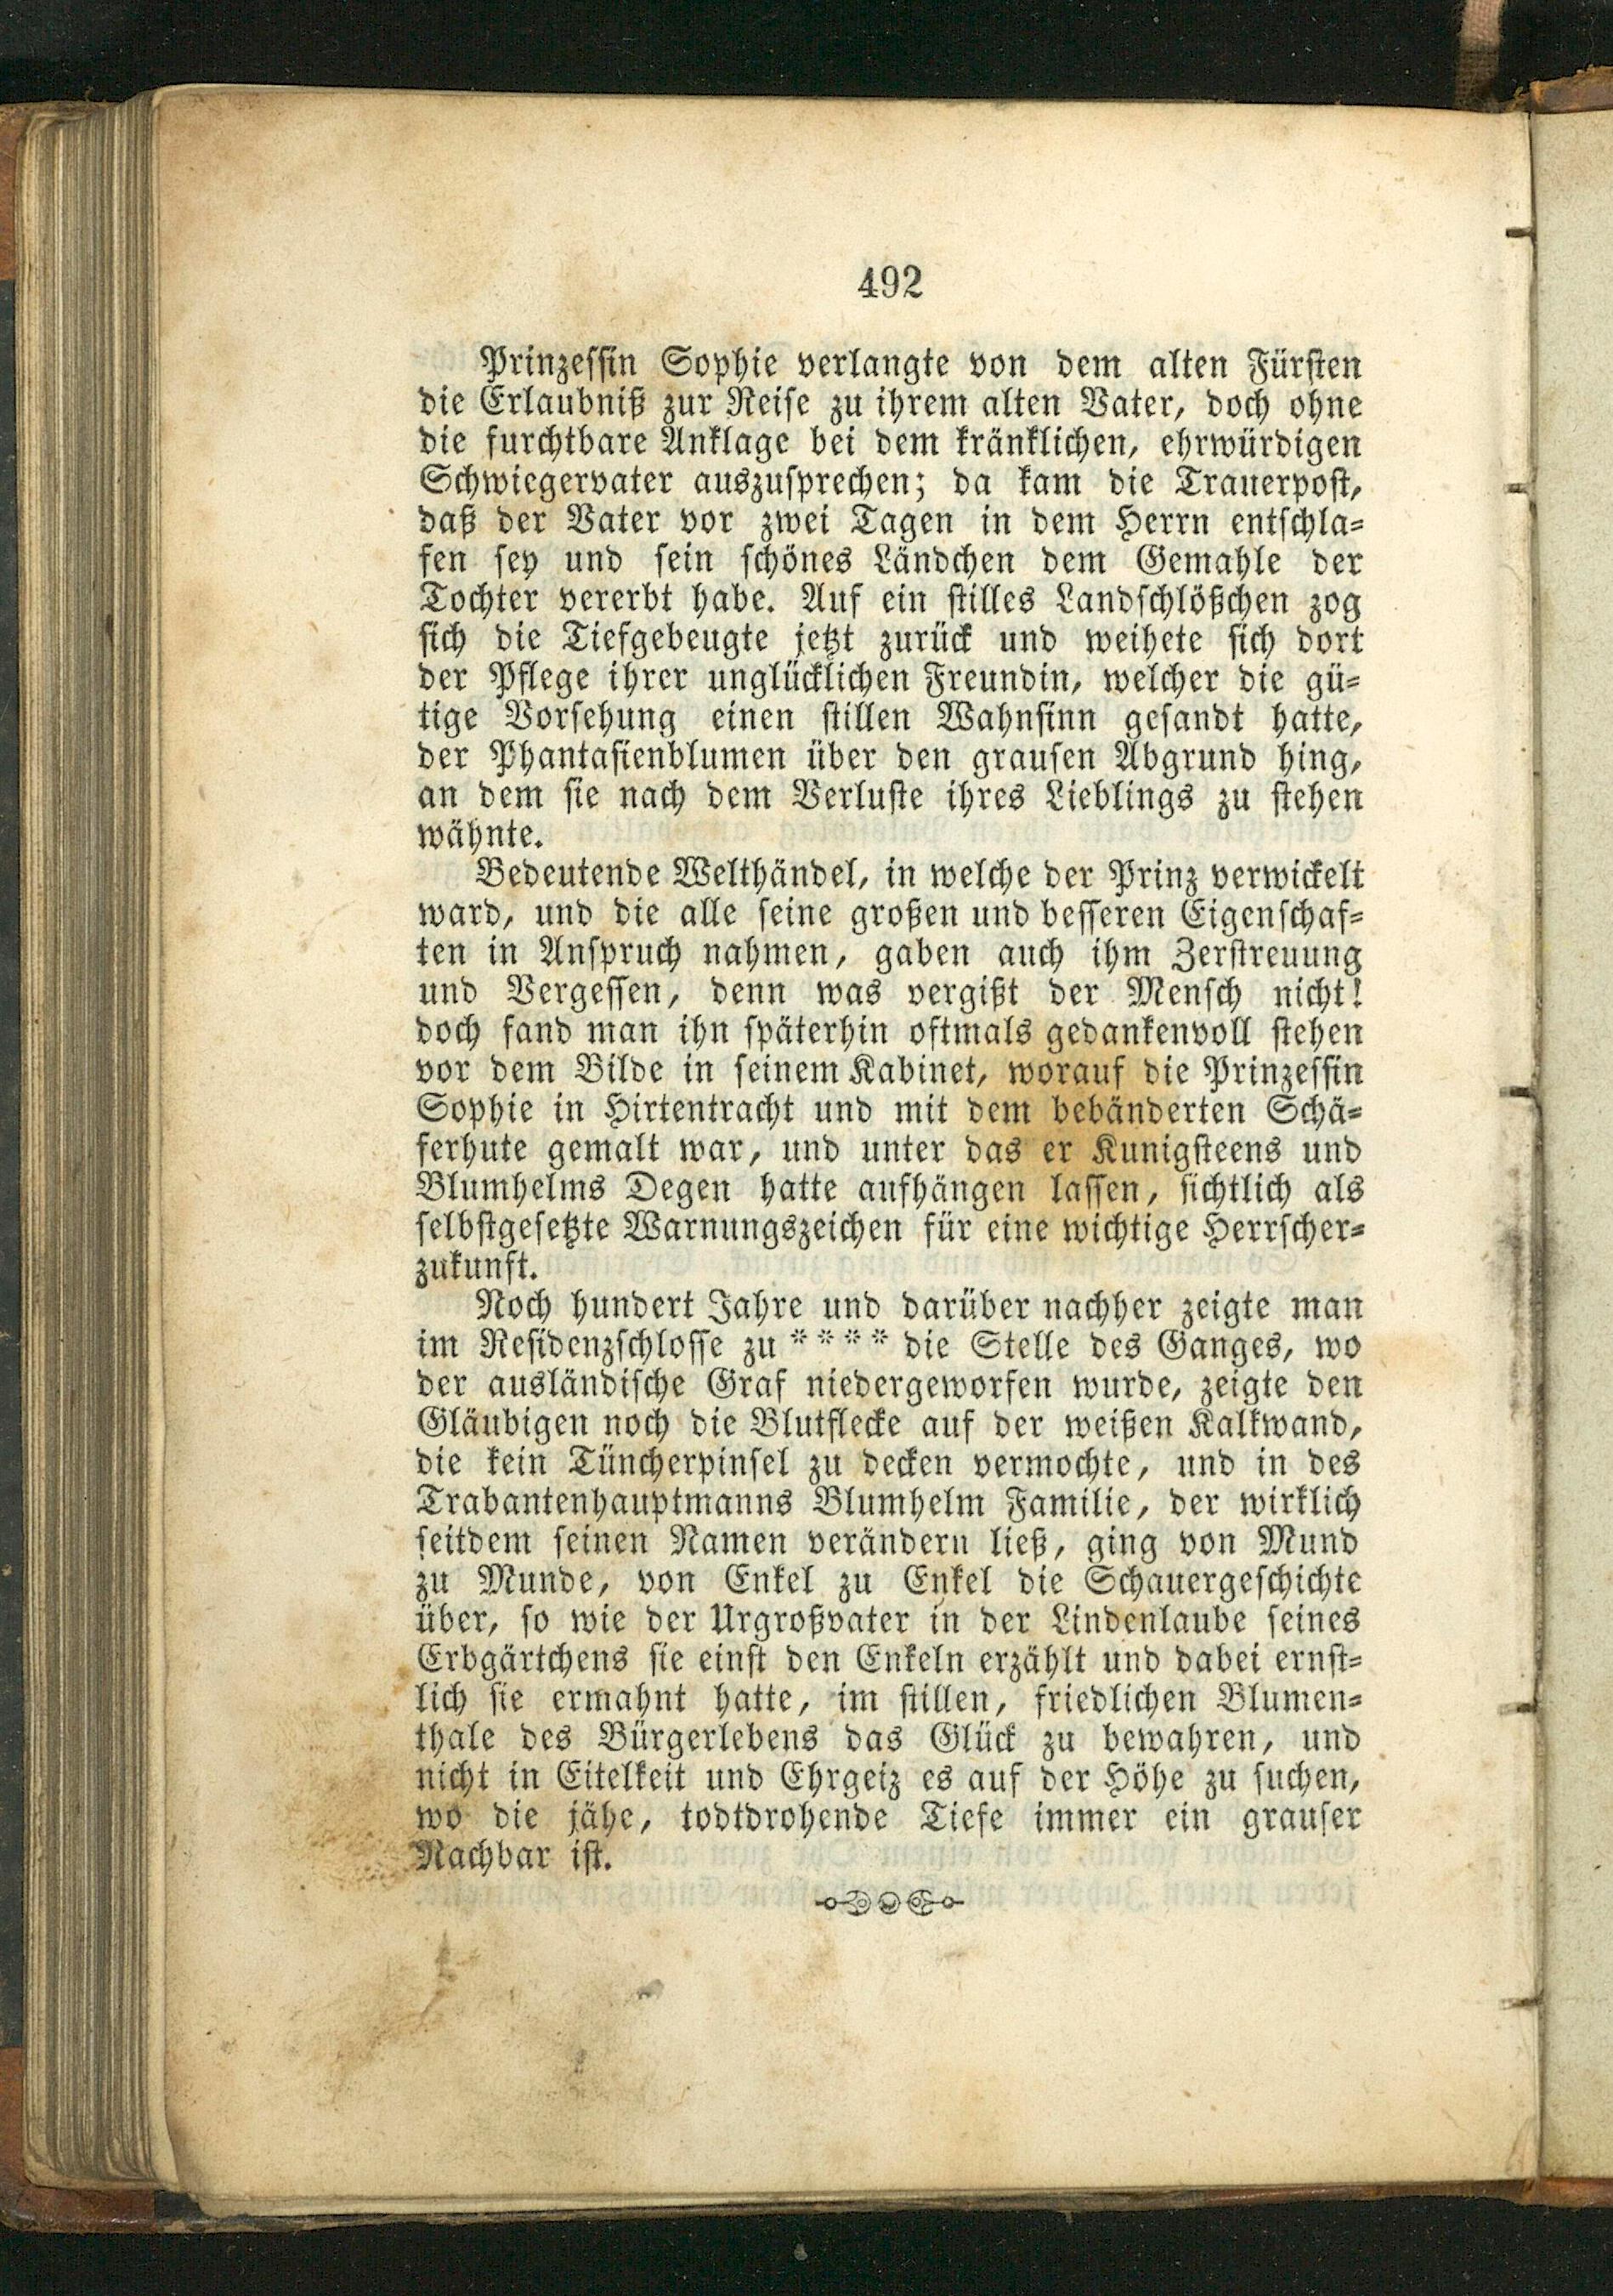 492
Prinzessin Sophie verlangte von dem alten Fürsten
die Erlaubniß zur Reise zu ihrem alten Vater, doch ohne
die furchtbare Anklage bei dem kränklichen, ehrwürdigen
Schwiegervater auszusprechen; da kam die Trauerpost,
daß der Vater vor zwei Tagen in dem Herrn entschla-
fen sey und sein schönes Ländchen dem Gemahle der
Tochter vererbt habe. Auf ein stilles Landschlößchen zog
sich die Tiefgebeugte jetzt zurück und weihete sich dort
der Pflege ihrer unglücklichen Freundin, welcher die gü-
tige Vorsehung einen stillen Wahnsinn gesandt hatte,
der Phantasienblumen über den grausen Abgrund hing,
an dem sie nach dem Verluste ihres Lieblings zu stehen
wähnte.
Bedeutende Welthändel, in welche der Prinz verwickelt
ward, und die alle seine großen und besseren Eigenschaf-
ten in Anspruch nahmen, gaben auch ihm Zerstreuung
und Vergessen, denn was vergißt der Mensch nicht!
doch fand man ihn späterhin oftmals gedankenvoll stehen
vor dem Bilde in seinem Kabinet, worauf die Prinzessin
Sophie in Hirtentracht und mit dem bebänderten Schä-
ferhute gemalt war, und unter das er Kunigsteens und
Blumhelms Degen hatte aufhängen lassen, sichtlich als
selbstgesetzte Warnungszeichen für eine wichtige Herrscher-
zukunft.
Noch hundert Jahre und darüber nachher zeigte man
im Residenzschlosse zu **** die Stelle des Ganges, wo
der ausländische Graf niedergeworfen wurde, zeigte den
Gläubigen noch die Blutflecke auf der weißen Kalkwand,
die kein Tüncherpinsel zu decken vermochte, und in des
Trabantenhauptmanns Blumhelm Familie, der wirklich
seitdem seinen Namen verändern ließ, ging von Mund
zu Munde, von Enkel zu Enkel die Schauergeschichte
über, so wie der Urgroßvater in der Lindenlaube seines
Erbgärtchens sie einst den Enkeln erzählt und dabei ernst-
lich sie ermahnt hatte, im stillen, friedlichen Blumen-
thale des Bürgerlebens das Glück zu bewahren, und
nicht in Eitelkeit und Ehrgeiz es auf der Höhe zu suchen,
wo die jähe, todtdrohende Tiefe immer ein grauser
Nachbar ist.